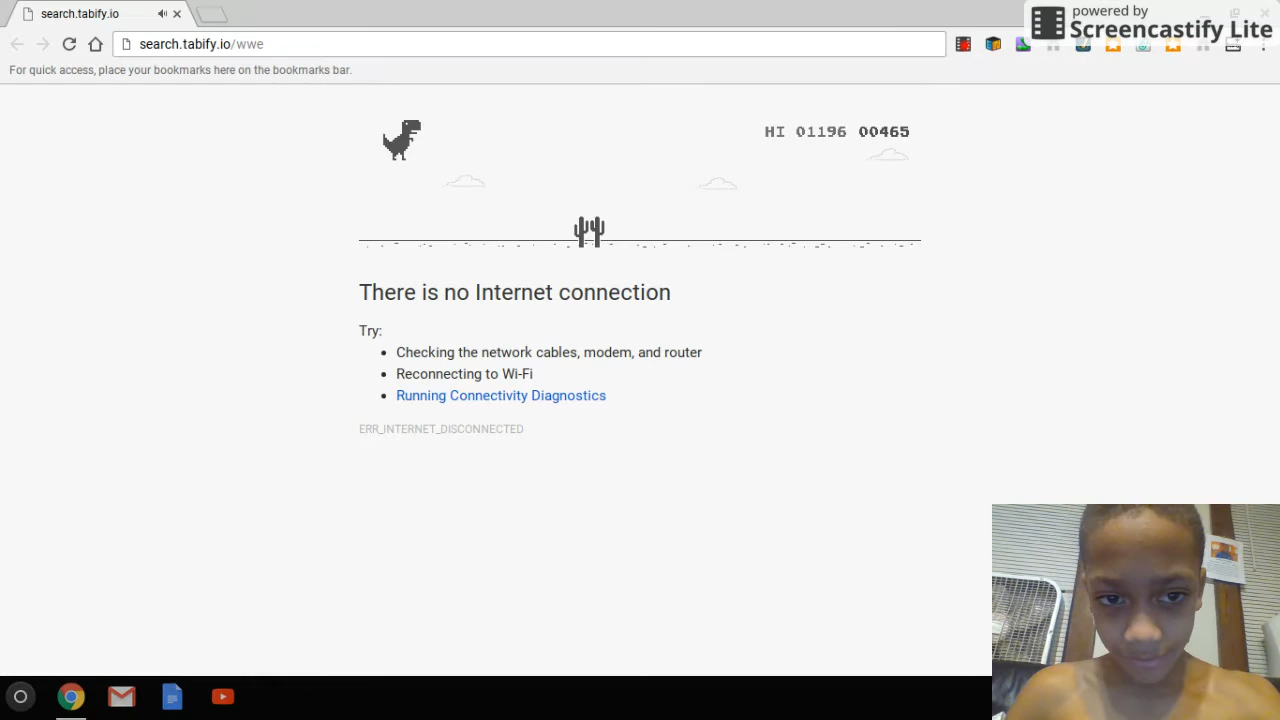 search.tabify.io
powered by
Screencastify Lite
search.tabify.io/wwe
For quick access, place your bookmarks here on the bookmarks bar.
HI 01196 00465
There is no Internet connection
Try:
Checking the network cables, modem, and router
Reconnecting to Wi-Fi
Running Connectivity Diagnostics
ERR_INTERNET_DISCONNECTED